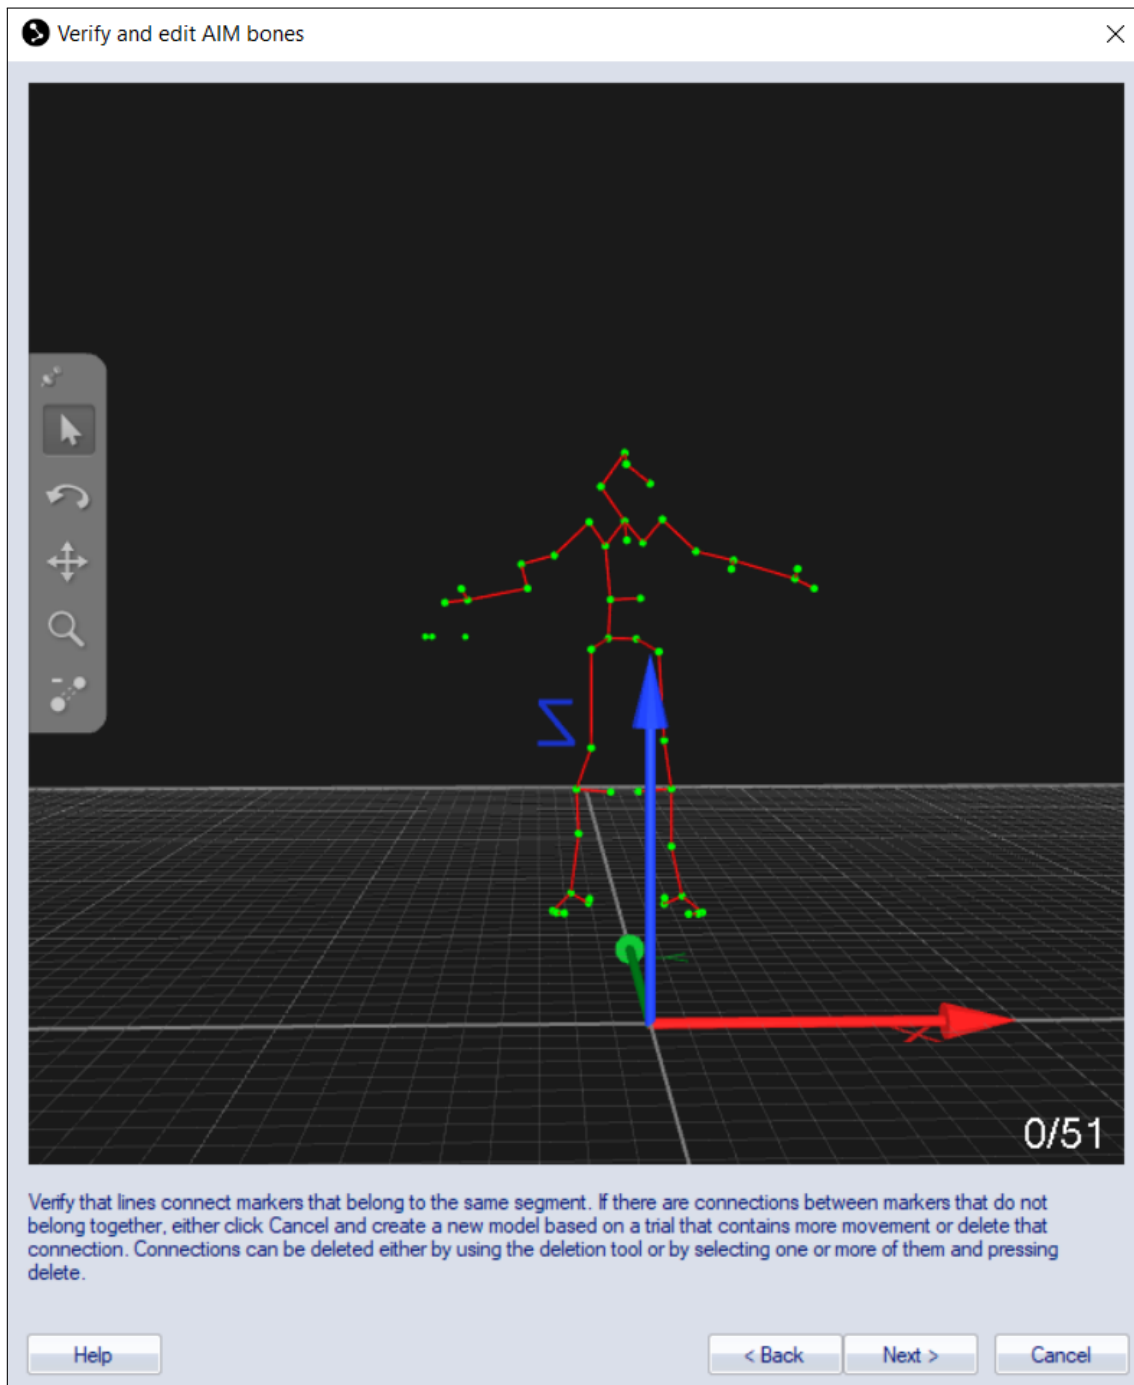 Verify and edit AIM bones
Z
Y
X
0/51
Verify that lines connect markers that belong to the same segment. If there are connections between markers that do not
belong together, either click Cancel and create a new model based on a trial that contains more movement or delete that
connection. Connections can be deleted either by using the deletion tool or by selecting one or more of them and pressing
delete.
Help
< Back
Next >
Cancel